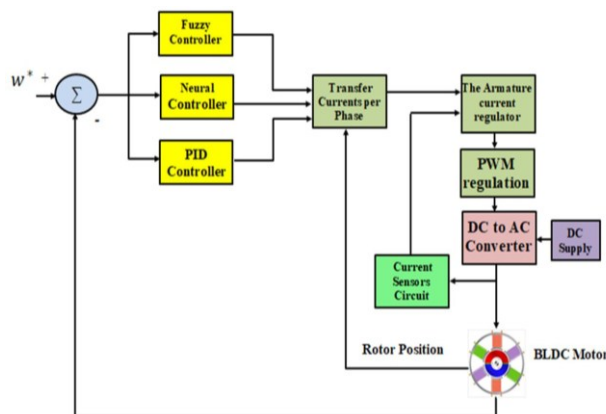 Fuzzy
Controller
w* +
Σ
-
Neural
Controller
PID
Controller
Transfer
Currents per
Phase
The Armature
current
regulator
PWM
regulation
DC to AC
Converter
DC
Supply
Current
Sensors
Circuit
Rotor Position
BLDC Motor